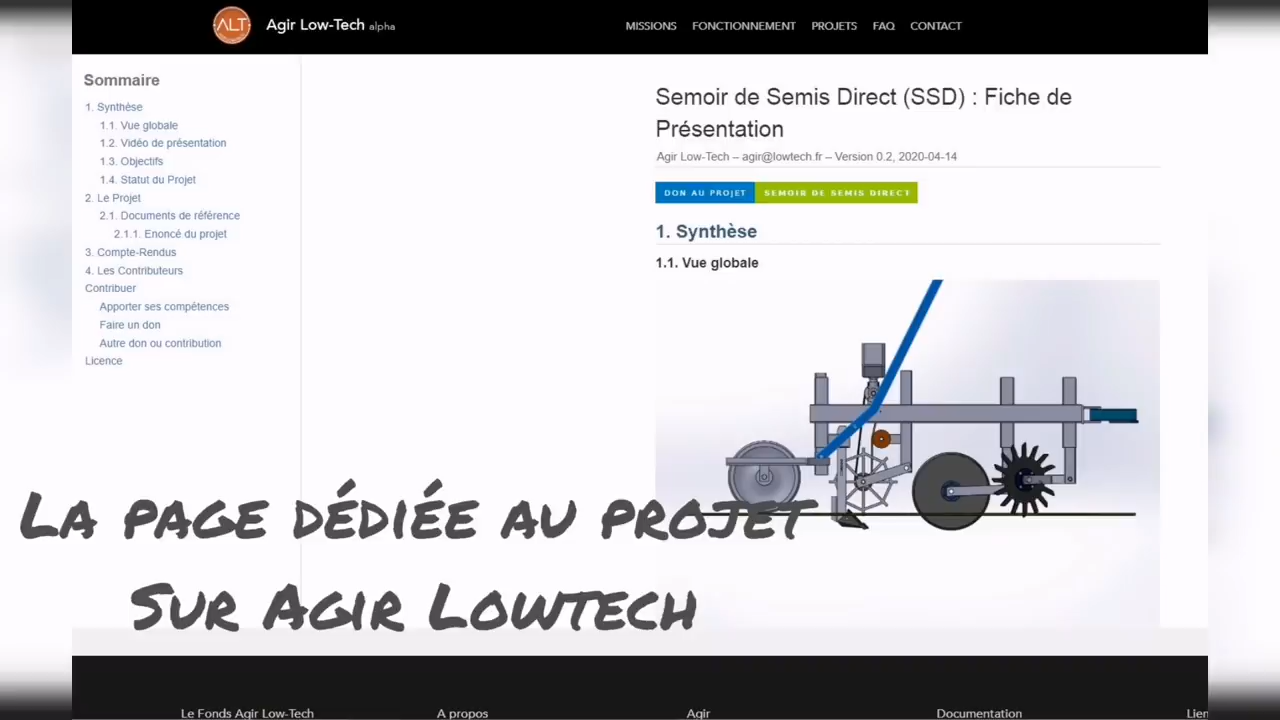 ALT
Agir Low-Tech alpha
MISSIONS FONCTIONNEMENT PROJETS FAQ CONTACT
Sommaire
1. Synthèse
1.1. Vue globale
1.2. Vidéo de présentation
1.3. Objectifs
1.4. Statut du Projet
2. Le Projet
2.1. Documents de référence
2.1.1. Enoncé du projet
3. Compte-Rendus
4. Les Contributeurs
Contribuer
Apporter ses compétences
Faire un don
Autre don ou contribution
Licence
Semoir de Semis Direct (SSD) : Fiche de
Présentation
Agir Low-Tech – agir@lowtech.fr – Version 0.2, 2020-04-14
DON AU PROJET SEMOIR DE SEMIS DIRECT
1. Synthèse
1.1. Vue globale
La page dédiée au projet
Sur Agir Lowtech
Le Fonds Agir Low-Tech A propos Agir Documentation Lien